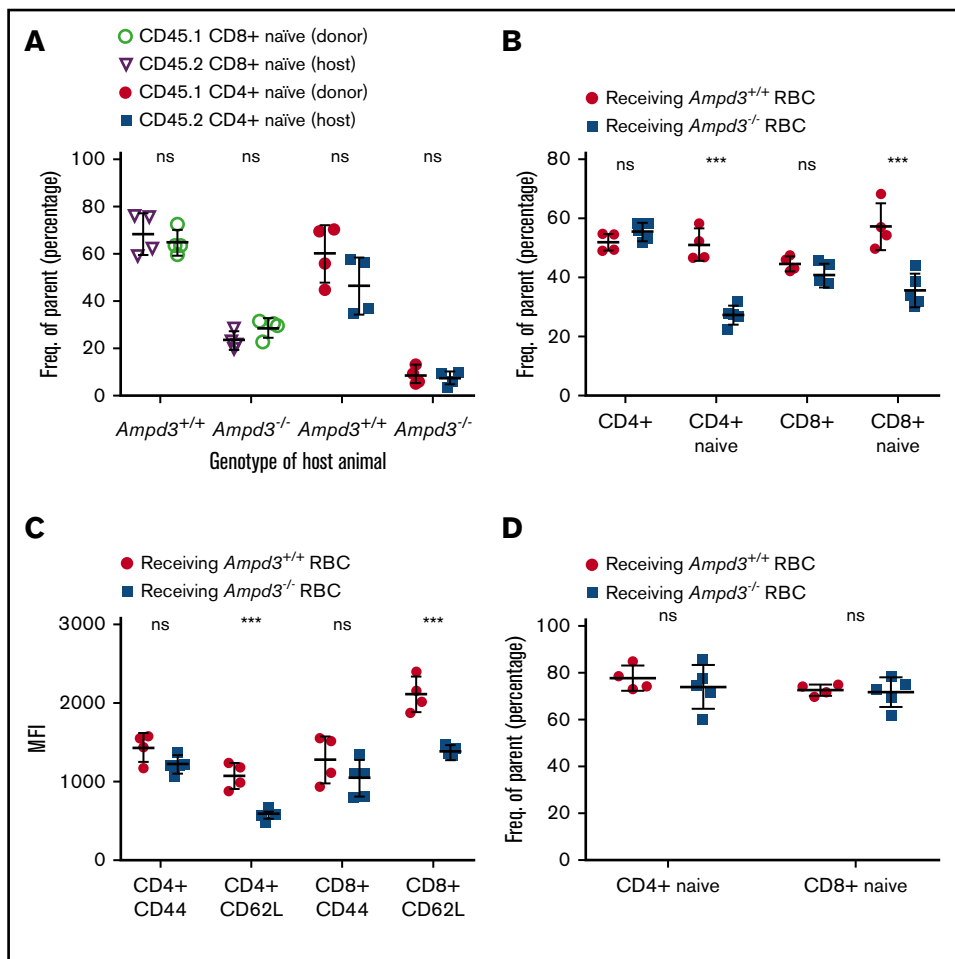 A
CD45.1 CD8+ naïve (donor)
CD45.2 CD8+ naïve (host)
CD45.1 CD4+ naïve (donor)
CD45.2 CD4+ naïve (host)
Freq. of parent (percentage)
100
80
60
40
20
0
ns
ns
ns
ns
Ampd3+/+
Ampd3-/-
Ampd3+/+
Ampd3-/-
Genotype of host animal
B
Receiving Ampd3+/+ RBC
Receiving Ampd3-/- RBC
Freq. of parent (percentage)
80
60
40
20
0
ns
***
ns
***
CD4+
CD4+
naive
CD8+
CD8+
naive
C
Receiving Ampd3+/+ RBC
Receiving Ampd3-/- RBC
MFI
3000
2000
1000
0
ns
***
ns
***
CD4+
CD44
CD4+
CD62L
CD8+
CD44
CD8+
CD62L
D
Receiving Ampd3+/+ RBC
Receiving Ampd3-/- RBC
Freq. of parent (percentage)
100
80
60
40
20
0
ns
ns
CD4+ naive
CD8+ naive